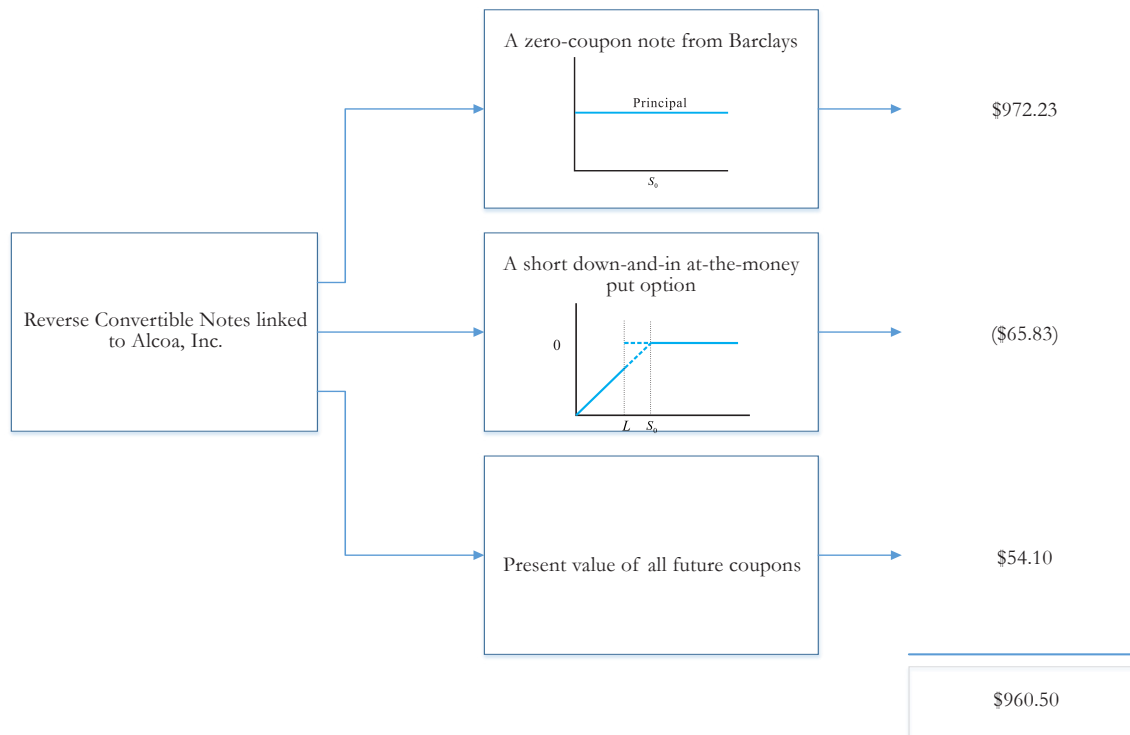 A zero-coupon note from Barclays
Principal
S₀
$972.23
Reverse Convertible Notes linked
to Alcoa, Inc.
A short down-and-in at-the-money
put option
0
L S₀
($65.83)
Present value of all future coupons
$54.10
$960.50